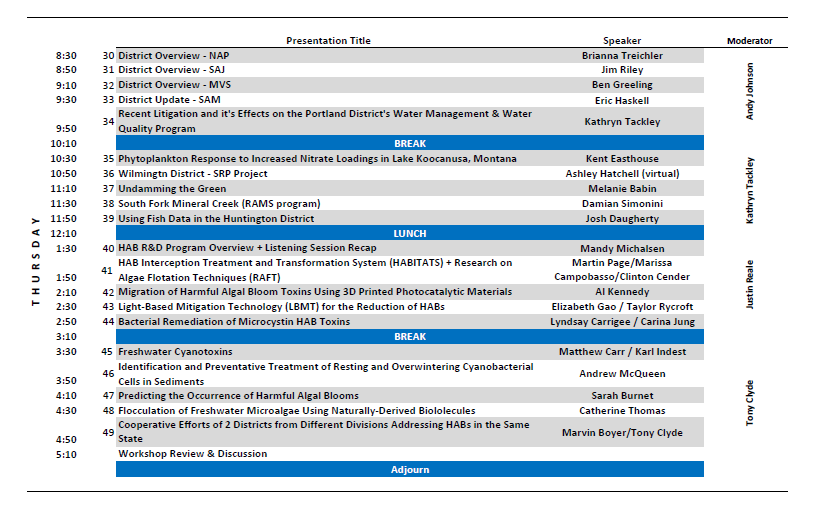 Presentation Title Speaker Moderator
8:30 30 District Overview - NAP Brianna Treichler
8:50 31 District Overview - SAJ Jim Riley
9:10 32 District Overview - MVS Ben Greeling
9:30 33 District Update - SAM Eric Haskell
9:50 34 Recent Litigation and it's Effects on the Portland District's Water Management & Water
Quality Program Kathryn Tackley
Andy Johnson
10:10 BREAK
10:30 35 Phytoplankton Response to Increased Nitrate Loadings in Lake Koocanusa, Montana Kent Easthouse
10:50 36 Wilmingtn District - SRP Project Ashley Hatchell (virtual)
11:10 37 Undamming the Green Melanie Babin
11:30 38 South Fork Mineral Creek (RAMS program) Damian Simonini
11:50 39 Using Fish Data in the Huntington District Josh Daugherty
Kathryn Tackley
12:10 LUNCH
THURSDAY
1:30 40 HAB R&D Program Overview + Listening Session Recap Mandy Michalsen
1:50 41 HAB Interception Treatment and Transformation System (HABITATS) + Research on Martin Page/Marissa
Algae Flotation Techniques (RAFT) Campobasso/Clinton Cender
2:10 42 Migration of Harmful Algal Bloom Toxins Using 3D Printed Photocatalytic Materials Al Kennedy
2:30 43 Light-Based Mitigation Technology (LBMT) for the Reduction of HABs Elizabeth Gao / Taylor Rycroft
2:50 44 Bacterial Remediation of Microcystin HAB Toxins Lyndsay Carrigee / Carina Jung
Justin Reale
3:10 BREAK
3:30 45 Freshwater Cyanotoxins Matthew Carr / Karl Indest
3:50 46 Identification and Preventative Treatment of Resting and Overwintering Cyanobacterial
Cells in Sediments Andrew McQueen
4:10 47 Predicting the Occurrence of Harmful Algal Blooms Sarah Burnet
4:30 48 Flocculation of Freshwater Microalgae Using Naturally-Derived Biololecules Catherine Thomas
4:50 49 Cooperative Efforts of 2 Districts from Different Divisions Addressing HABs in the Same
State Marvin Boyer/Tony Clyde
Tony Clyde
5:10 Workshop Review & Discussion
Adjourn